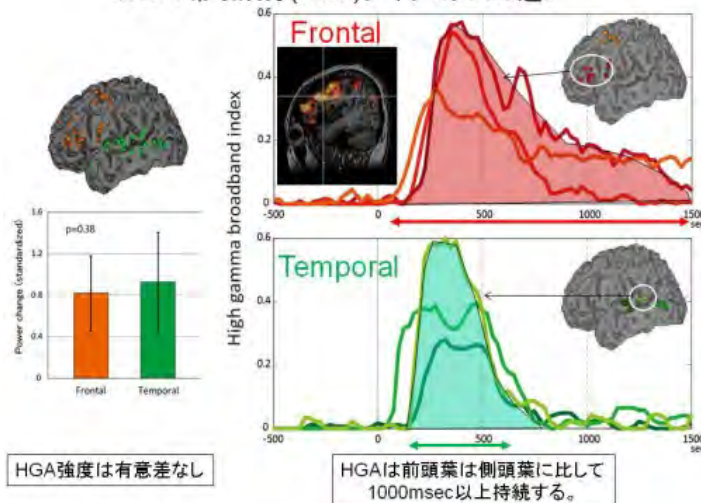 Frontal
High gamma broadband index
0.6
0.4
0.2
0
-500
0
500
1000
1500
sec
Temporal
0.6
0.4
0.2
0
-500
0
500
1000
1500
sec
Power change (standardized)
1.6
1.2
0.8
0.4
0
p=0.38
Frontal
Temporal
HGA強度は有意差なし
HGAは前頭葉は側頭葉に比して
1000msec以上持続する。